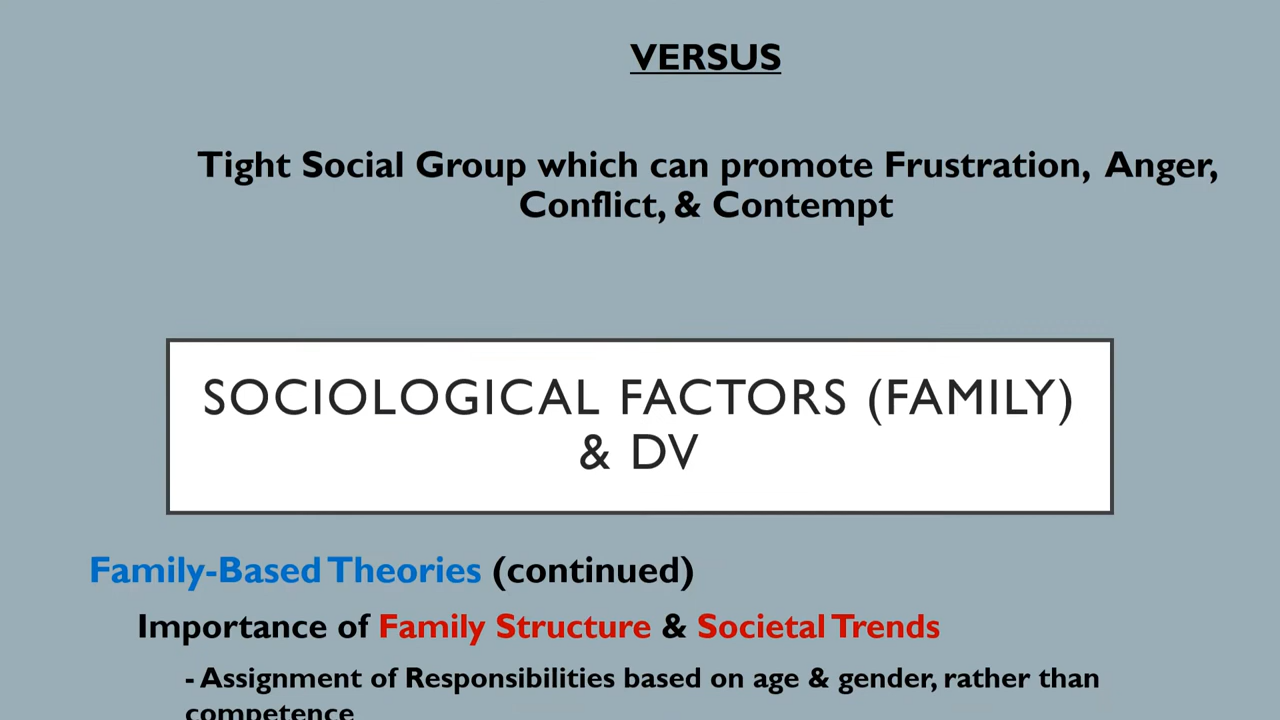 VERSUS
Tight Social Group which can promote Frustration, Anger,
Conflict, & Contempt
SOCIOLOGICAL FACTORS (FAMILY)
& DV
Family-Based Theories (continued)
Importance of Family Structure & Societal Trends
- Assignment of Responsibilities based on age & gender, rather than
competence